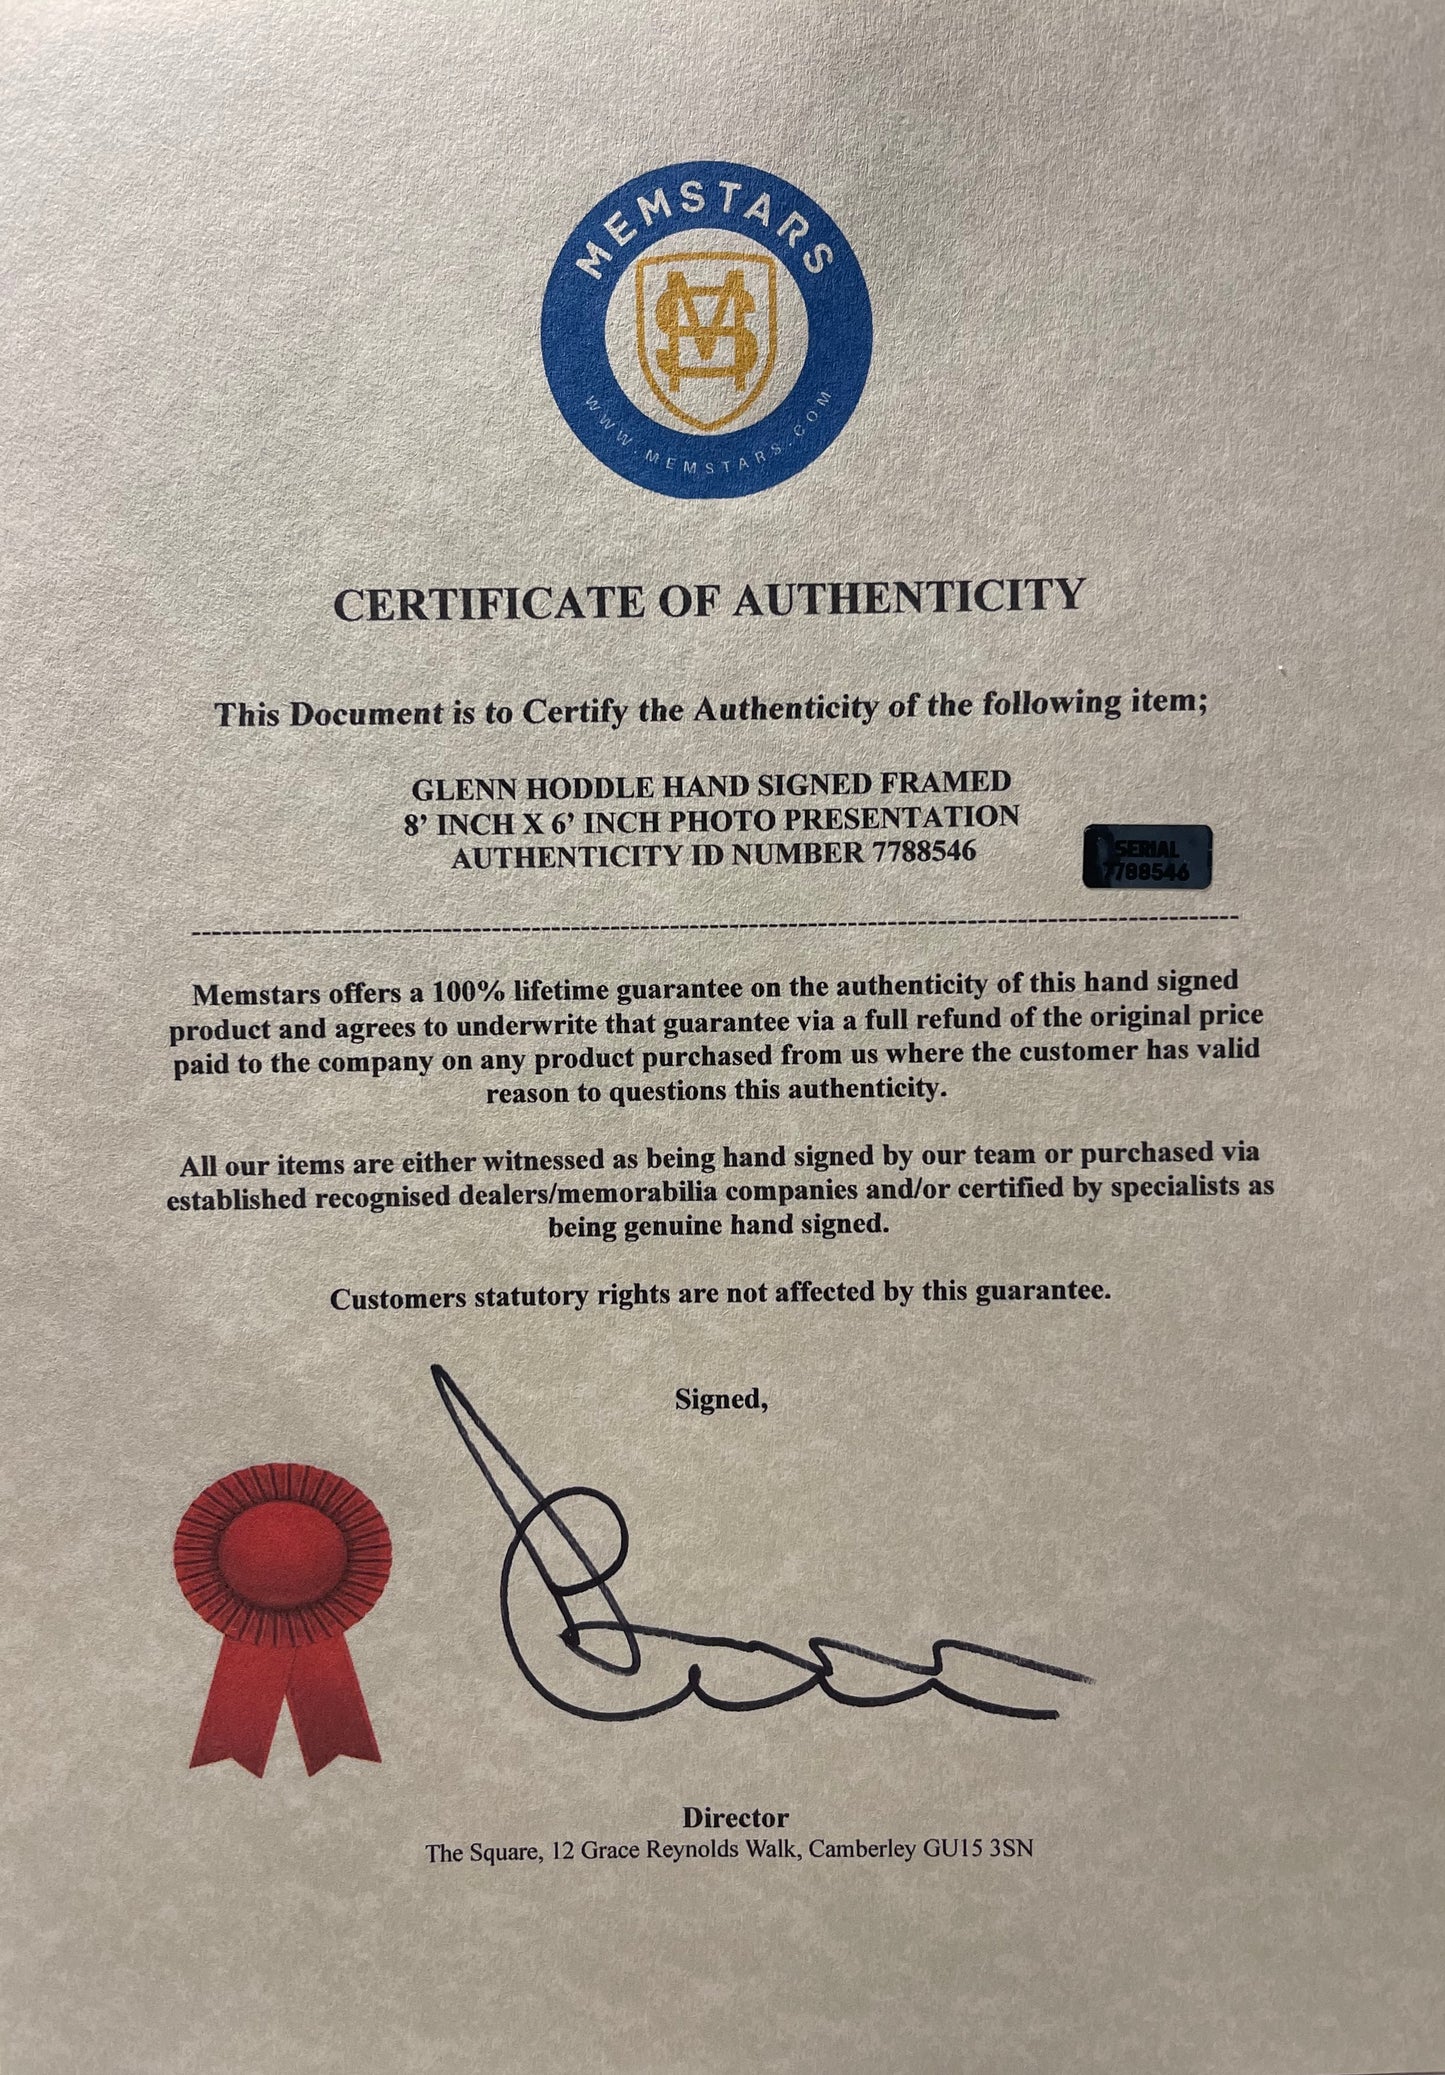 MEMSTARS
MS
WWW.MEMSTARS.COM
CERTIFICATE OF AUTHENTICITY
This Document is to Certify the Authenticity of the following item;
GLENN HODDLE HAND SIGNED FRAMED
8’ INCH X 6’ INCH PHOTO PRESENTATION
AUTHENTICITY ID NUMBER 7788546
SERIAL
7788546
Memstars offers a 100% lifetime guarantee on the authenticity of this hand signed
product and agrees to underwrite that guarantee via a full refund of the original price
paid to the company on any product purchased from us where the customer has valid
reason to questions this authenticity.
All our items are either witnessed as being hand signed by our team or purchased via
established recognised dealers/memorabilia companies and/or certified by specialists as
being genuine hand signed.
Customers statutory rights are not affected by this guarantee.
Signed,
Director
The Square, 12 Grace Reynolds Walk, Camberley GU15 3SN